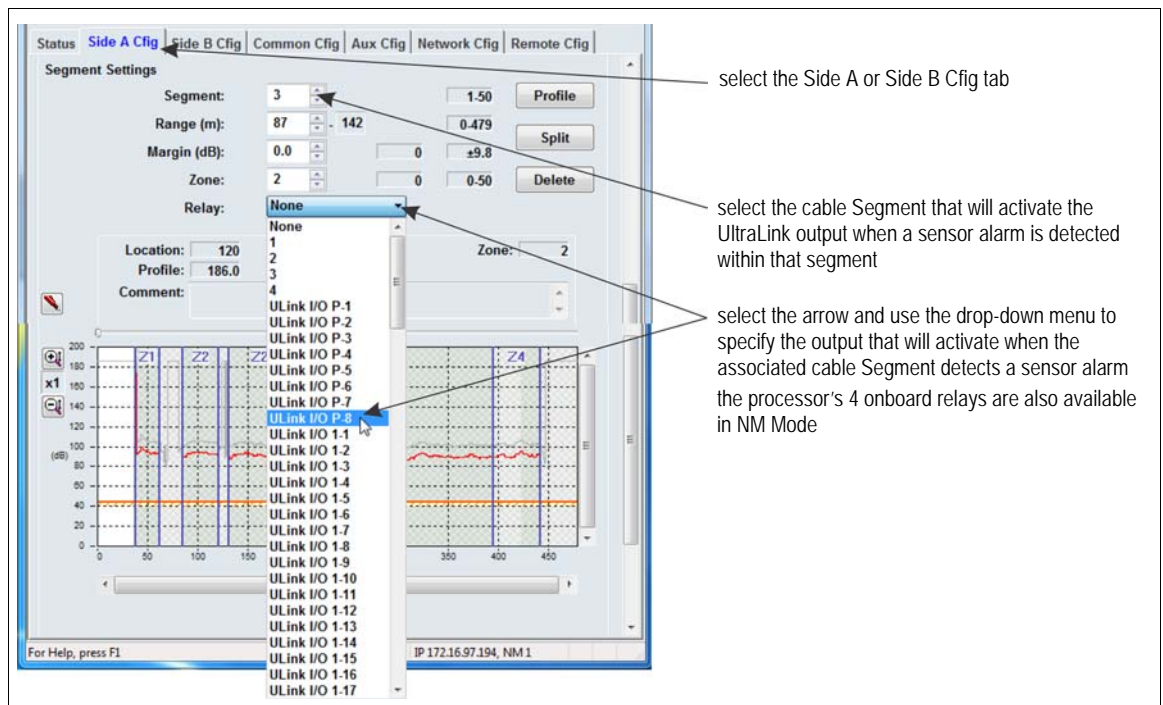 Status Side A Cfig Side B Cfig Common Cfig Aux Cfig Network Cfig Remote Cfig
Segment Settings
Segment: 3 1-50 Profile
Range (m): 87 - 142 0-479
Split
Margin (dB): 0.0 0 ±9.8
Zone: 2 0 0-50 Delete
Relay: None
None
1
2
3
4
ULink I/O P-1
ULink I/O P-2
ULink I/O P-3
ULink I/O P-4
ULink I/O P-5
ULink I/O P-6
ULink I/O P-7
ULink I/O P-8
ULink I/O 1-1
ULink I/O 1-2
ULink I/O 1-3
ULink I/O 1-4
ULink I/O 1-5
ULink I/O 1-6
ULink I/O 1-7
ULink I/O 1-8
ULink I/O 1-9
ULink I/O 1-10
ULink I/O 1-11
ULink I/O 1-12
ULink I/O 1-13
ULink I/O 1-14
ULink I/O 1-15
ULink I/O 1-16
ULink I/O 1-17
Location: 120 Zone: 2
Profile: 186.0
Comment:
x1
(dB)
200
180
160
140
120
100
80
60
40
20
0
Z1 Z2 Z2 Z4
0 50 100 150 350 400 450
For Help, press F1 IP 172.16.97.194, NM 1
select the Side A or Side B Cfig tab
select the cable Segment that will activate the
UltraLink output when a sensor alarm is detected
within that segment
select the arrow and use the drop-down menu to
specify the output that will activate when the
associated cable Segment detects a sensor alarm
the processor's 4 onboard relays are also available
in NM Mode